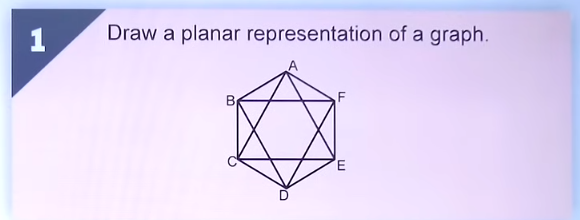 1
Draw a planar representation of a graph.
A
B
F
C
E
D